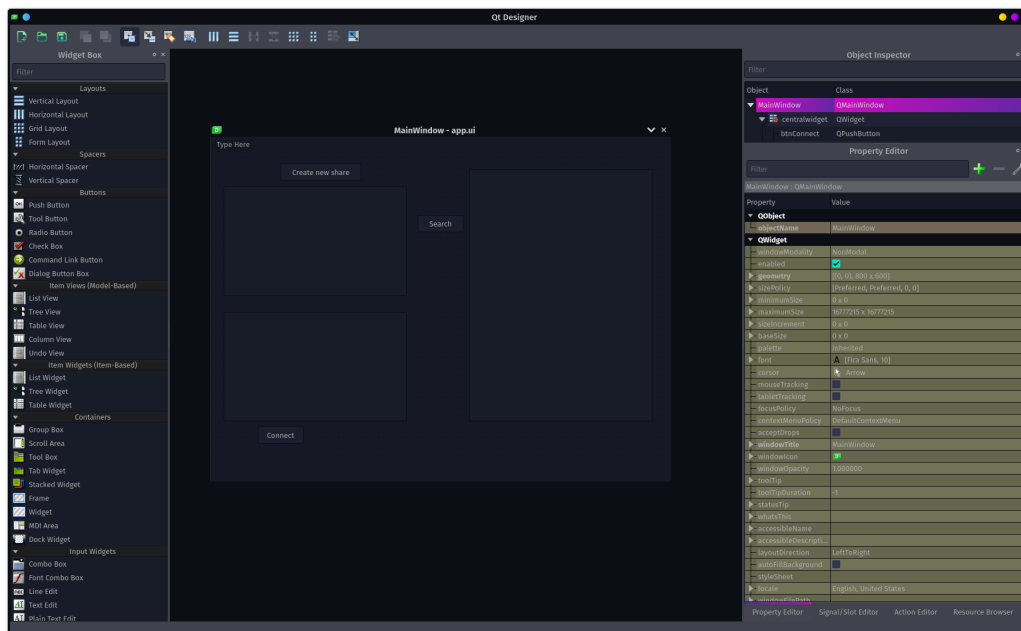 Qt Designer
Widget Box
Filter
Layouts
Vertical Layout
Horizontal Layout
Grid Layout
Form Layout
Spacers
Horizontal Spacer
Vertical Spacer
Buttons
Push Button
Tool Button
Radio Button
Check Box
Command Link Button
Dialog Button Box
Item Views (Model-Based)
List View
Tree View
Table View
Column View
Undo View
Item Widgets (Item-Based)
List Widget
Tree Widget
Table Widget
Containers
Group Box
Scroll Area
Tool Box
Tab Widget
Stacked Widget
Frame
Widget
MDI Area
Dock Widget
Input Widgets
Combo Box
Font Combo Box
Line Edit
Text Edit
Plain Text Edit
MainWindow - app.ui
Type Here
Create new share
Search
Connect
Object Inspector
Filter
Object Class
MainWindow QMainWindow
centralwidget QWidget
btnConnect QPushButton
Property Editor
Filter
MainWindow : QMainWindow
Property Value
QObject
objectName MainWindow
QWidget
windowModality NonModal
enabled
geometry [(0, 0), 800 x 600]
sizePolicy [Preferred, Preferred, 0, 0]
minimumSize 0 x 0
maximumSize 16777215 x 16777215
sizeIncrement 0 x 0
baseSize 0 x 0
palette Inherited
font A [Fira Sans, 10]
cursor Arrow
mouseTracking
tabletTracking
focusPolicy NoFocus
contextMenuPolicy DefaultContextMenu
acceptDrops
windowTitle MainWindow
windowIcon
windowOpacity 1,000000
toolTip
toolTipDuration -1
statusTip
whatsThis
accessibleName
accessibleDescripti...
layoutDirection LeftToRight
autoFillBackground
styleSheet
locale English, United States
windowFilePath
Property Editor Signal/Slot Editor Action Editor Resource Browser